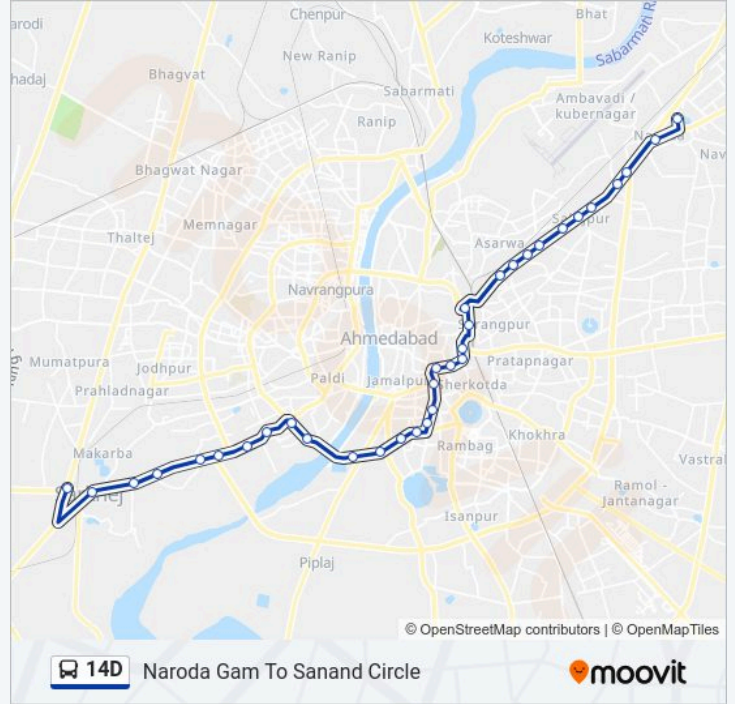 Chenpur
Bhat
arodi
Koteshwar
New Ranip
Sabarmati R
hadaj
Bhagvat
Sabarmati
Ambavadi /
kubernagar
Ranip
Bhagwat Nagar
Nav
Memnagar
Thaltej
Asarwa
Navrangpura
Sarangpur
Ahmedabad
Mumatpura
Jodhpur
Pratapnagar
Prahladnagar
Paldi
Jamalpur
Sherkotda
Khokhra
Rambag
Makarba
Vastral
Ramol -
Jantanagar
Isanpur
Piplaj
© OpenStreetMap contributors | © OpenMapTiles
14D
Naroda Gam To Sanand Circle
moovit